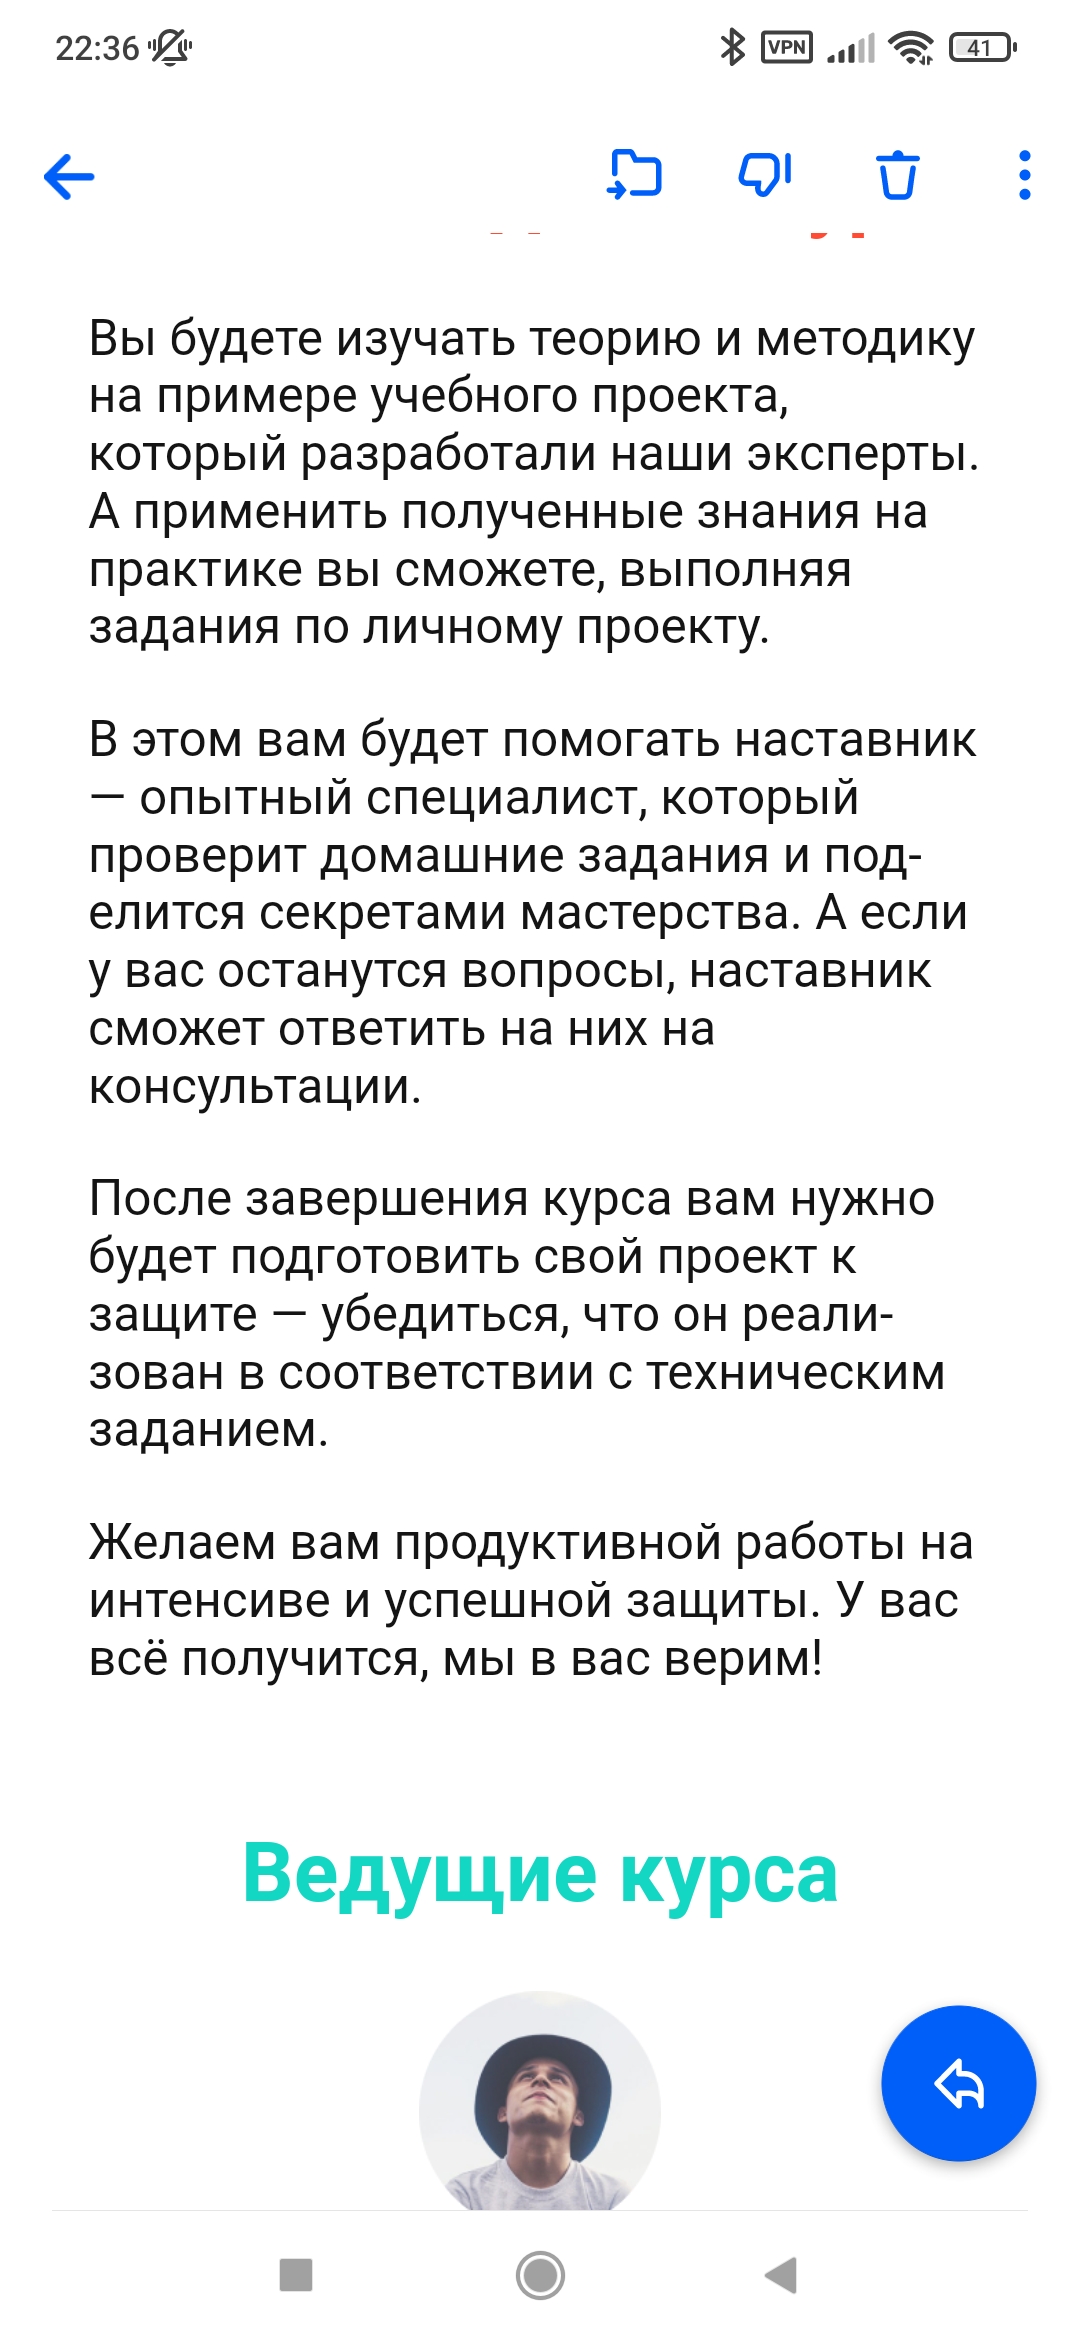 22:36
VPN
41
Вы будете изучать теорию и методику
на примере учебного проекта,
который разработали наши эксперты.
А применить полученные знания на
практике вы сможете, выполняя
задания по личному проекту.
В этом вам будет помогать наставник
— опытный специалист, который
проверит домашние задания и под-
елится секретами мастерства. А если
у вас останутся вопросы, наставник
сможет ответить на них на
консультации.
После завершения курса вам нужно
будет подготовить свой проект к
защите — убедиться, что он реали-
зован в соответствии с техническим
заданием.
Желаем вам продуктивной работы на
интенсиве и успешной защиты. У вас
всё получится, мы в вас верим!
Ведущие курса